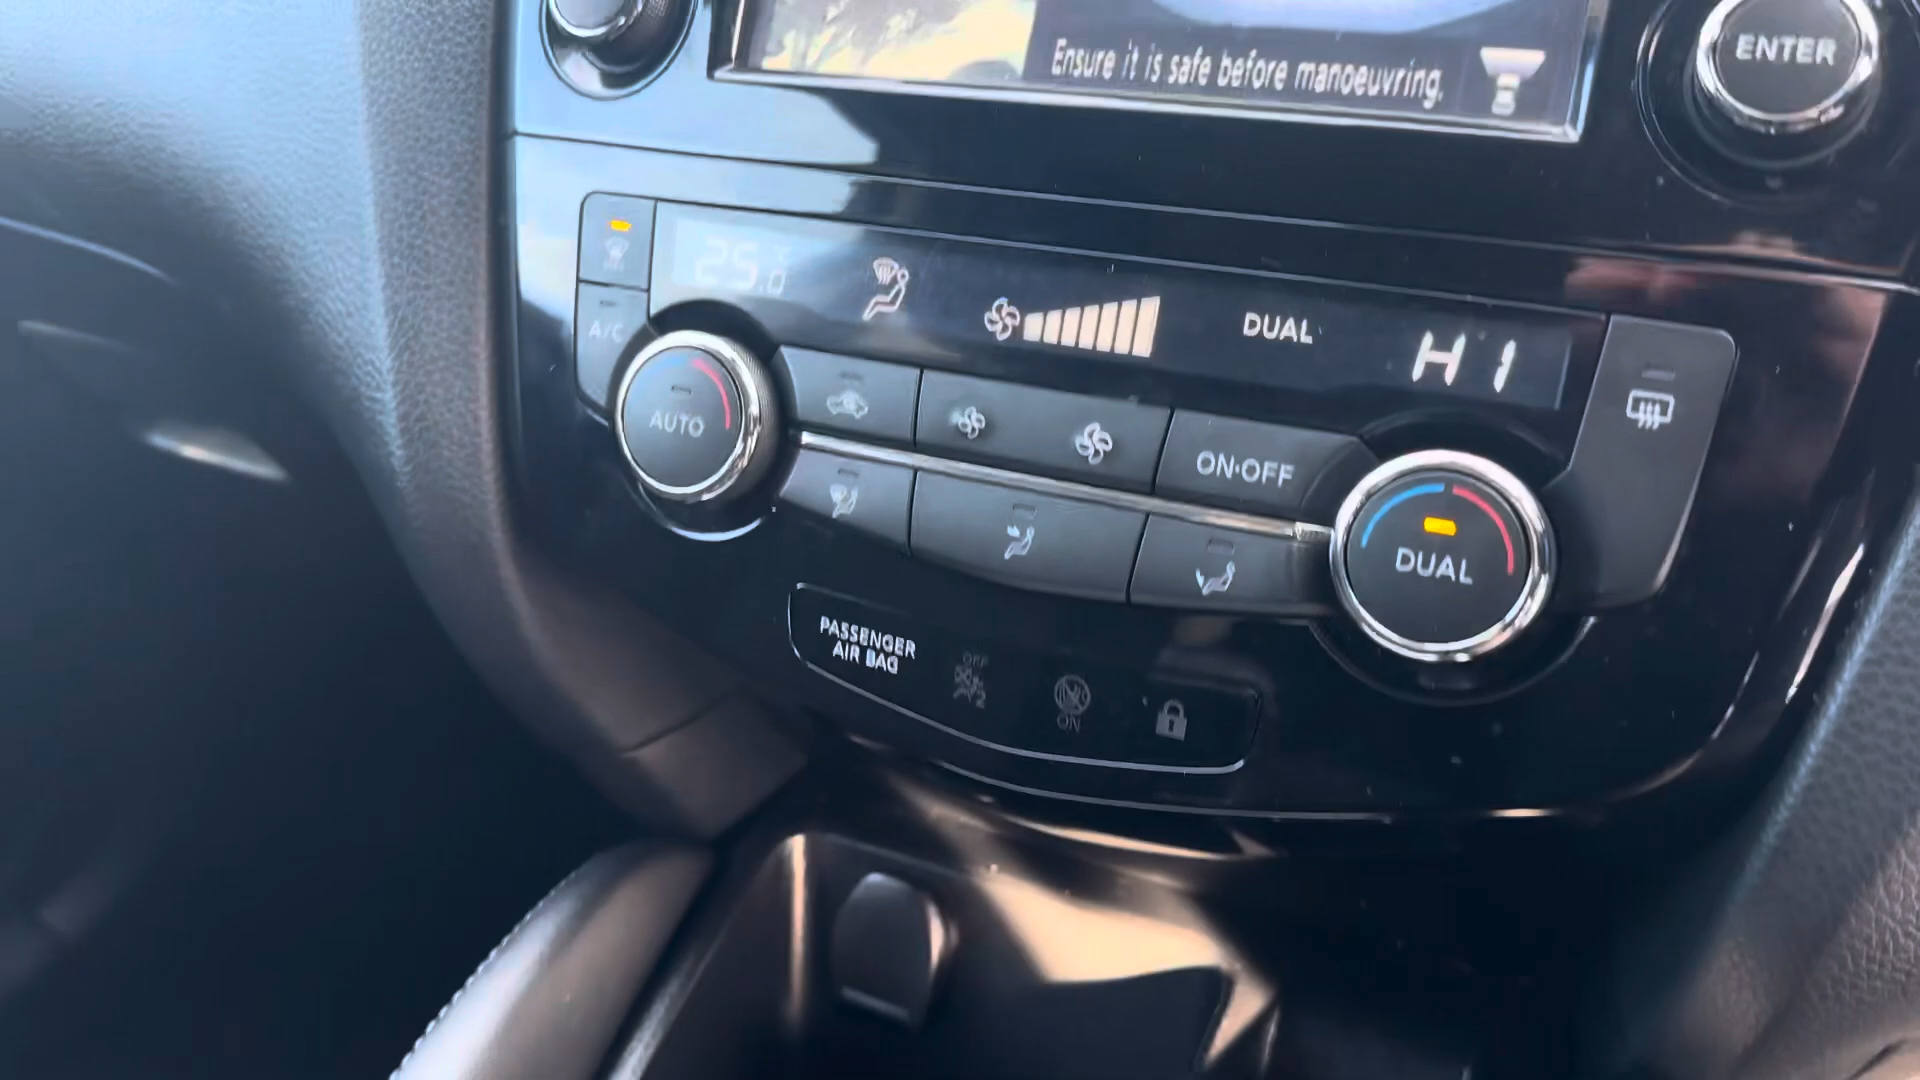 Ensure it is safe before manoeuvring.
ENTER
25.0 °C
DUAL
HI
A/C
AUTO
ON·OFF
DUAL
PASSENGER
AIR BAG
OFF
2
ON